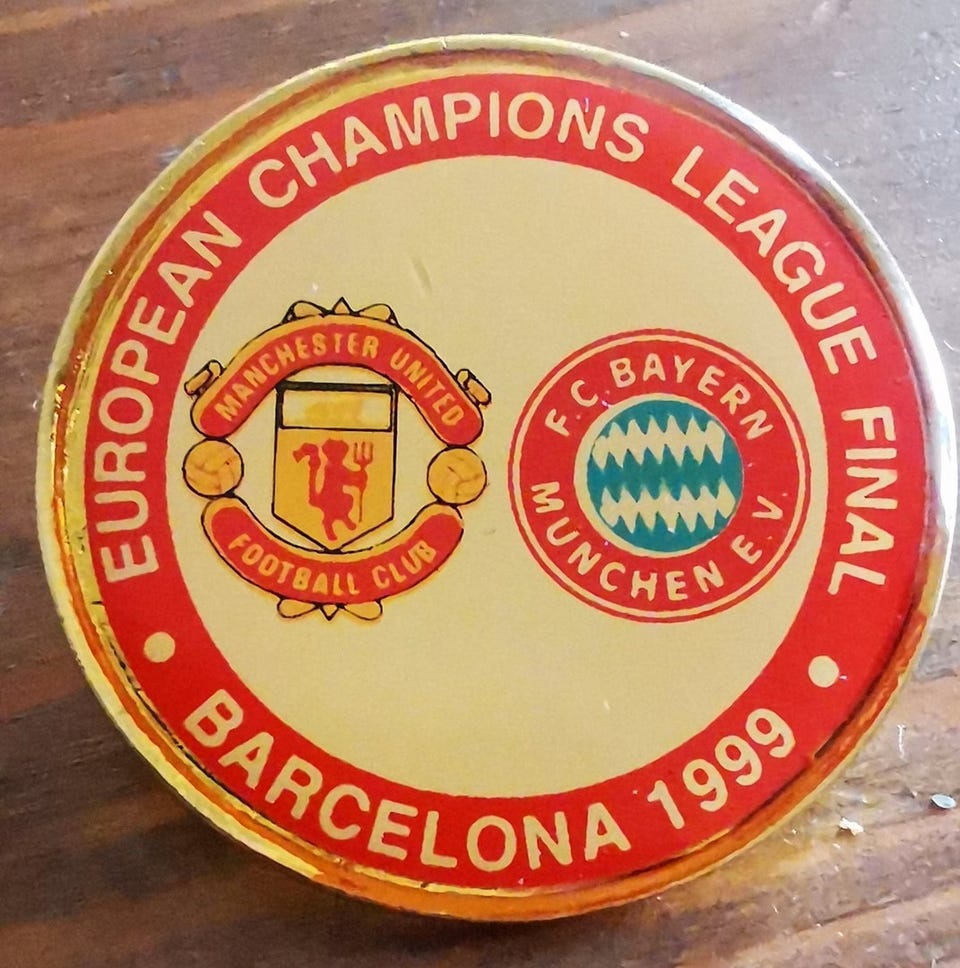 EUROPEAN CHAMPIONS LEAGUE FINAL
MANCHESTER UNITED
FOOTBALL CLUB
F.C. BAYERN
MUNCHEN E.V.
• BARCELONA 1999 •